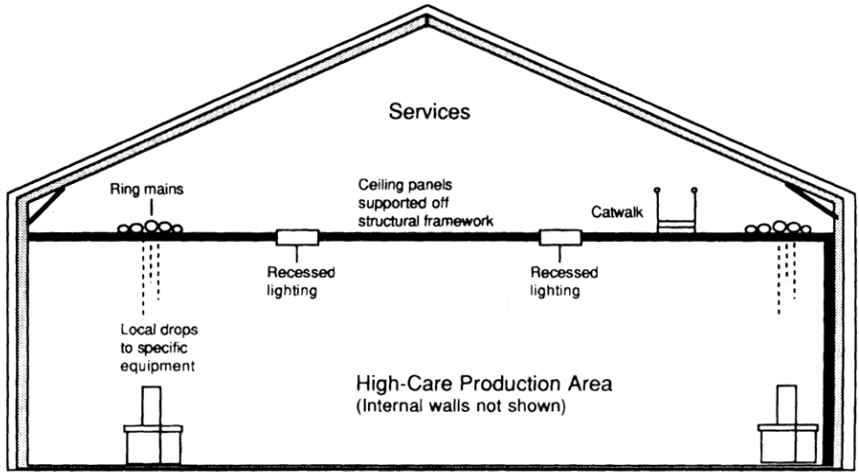 Services
Ring mains
Ceiling panels
supported off
structural framework
Catwalk
Recessed
lighting
Recessed
lighting
Local drops
to specific
equipment
High-Care Production Area
(Internal walls not shown)